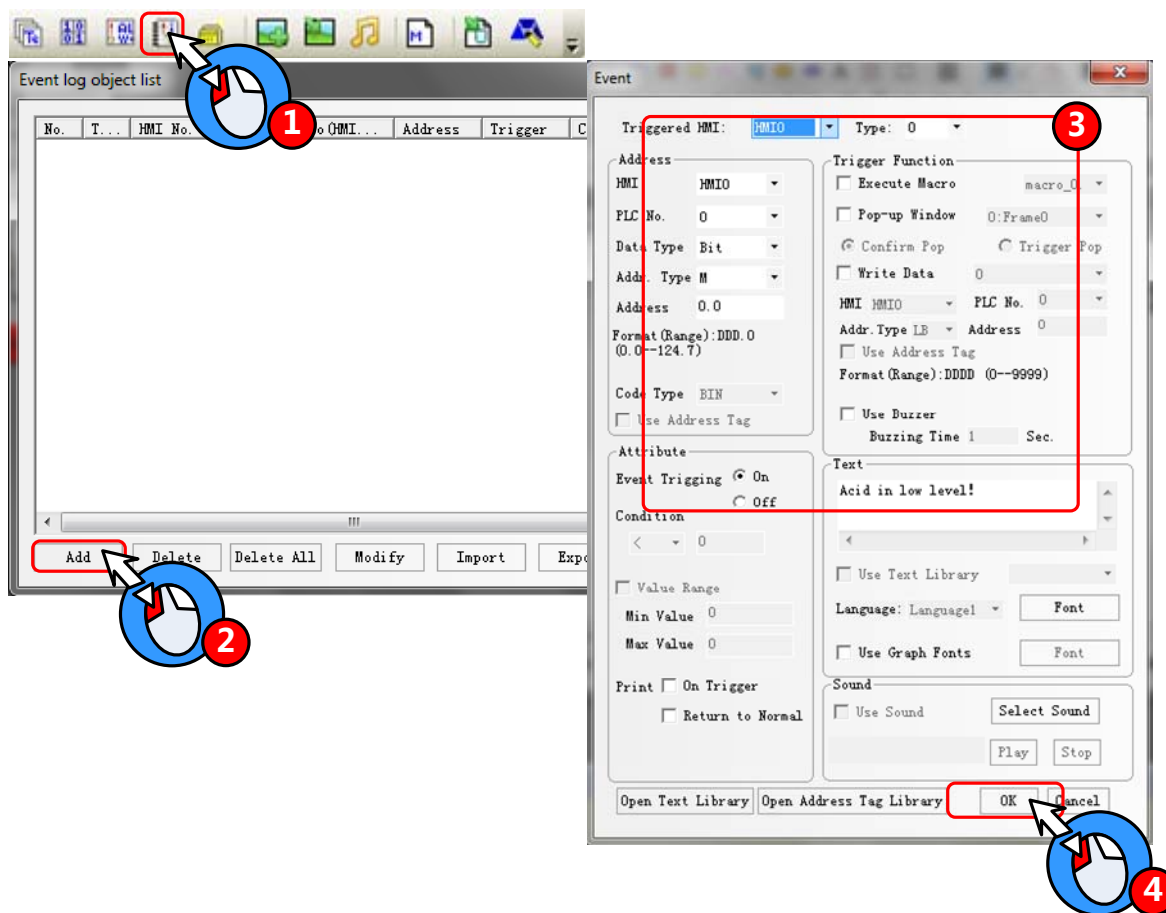 1
Event log object list
No. T... HMI No. o(HMI... Address Trigger C
Add Delete Delete All Modify Import Expo
2
Event
3
Triggered HMI: HMI0 Type: 0
Address
HMI HMI0
PLC No. 0
Data Type Bit
Addr. Type M
Address 0.0
Format(Range):DDD.O
(0.0--124.7)
Code Type BIN
Use Address Tag
Attribute
Event Trigging On
Off
Condition
< 0
Value Range
Min Value 0
Max Value 0
Print On Trigger
Return to Normal
Trigger Function
Execute Macro macro_0.
Pop-up Window 0:Frame0
Confirm Pop Trigger Pop
Write Data 0
HMI HMI0 PLC No. 0
Addr.Type LB Address 0
Use Address Tag
Format(Range):DDDD (0--9999)
Use Buzzer
Buzzing Time 1 Sec.
Text
Acid in low level!
Use Text Library
Language: Language1 Font
Use Graph Fonts Font
Sound
Use Sound Select Sound
Play Stop
Open Text Library Open Address Tag Library OK Cancel
4